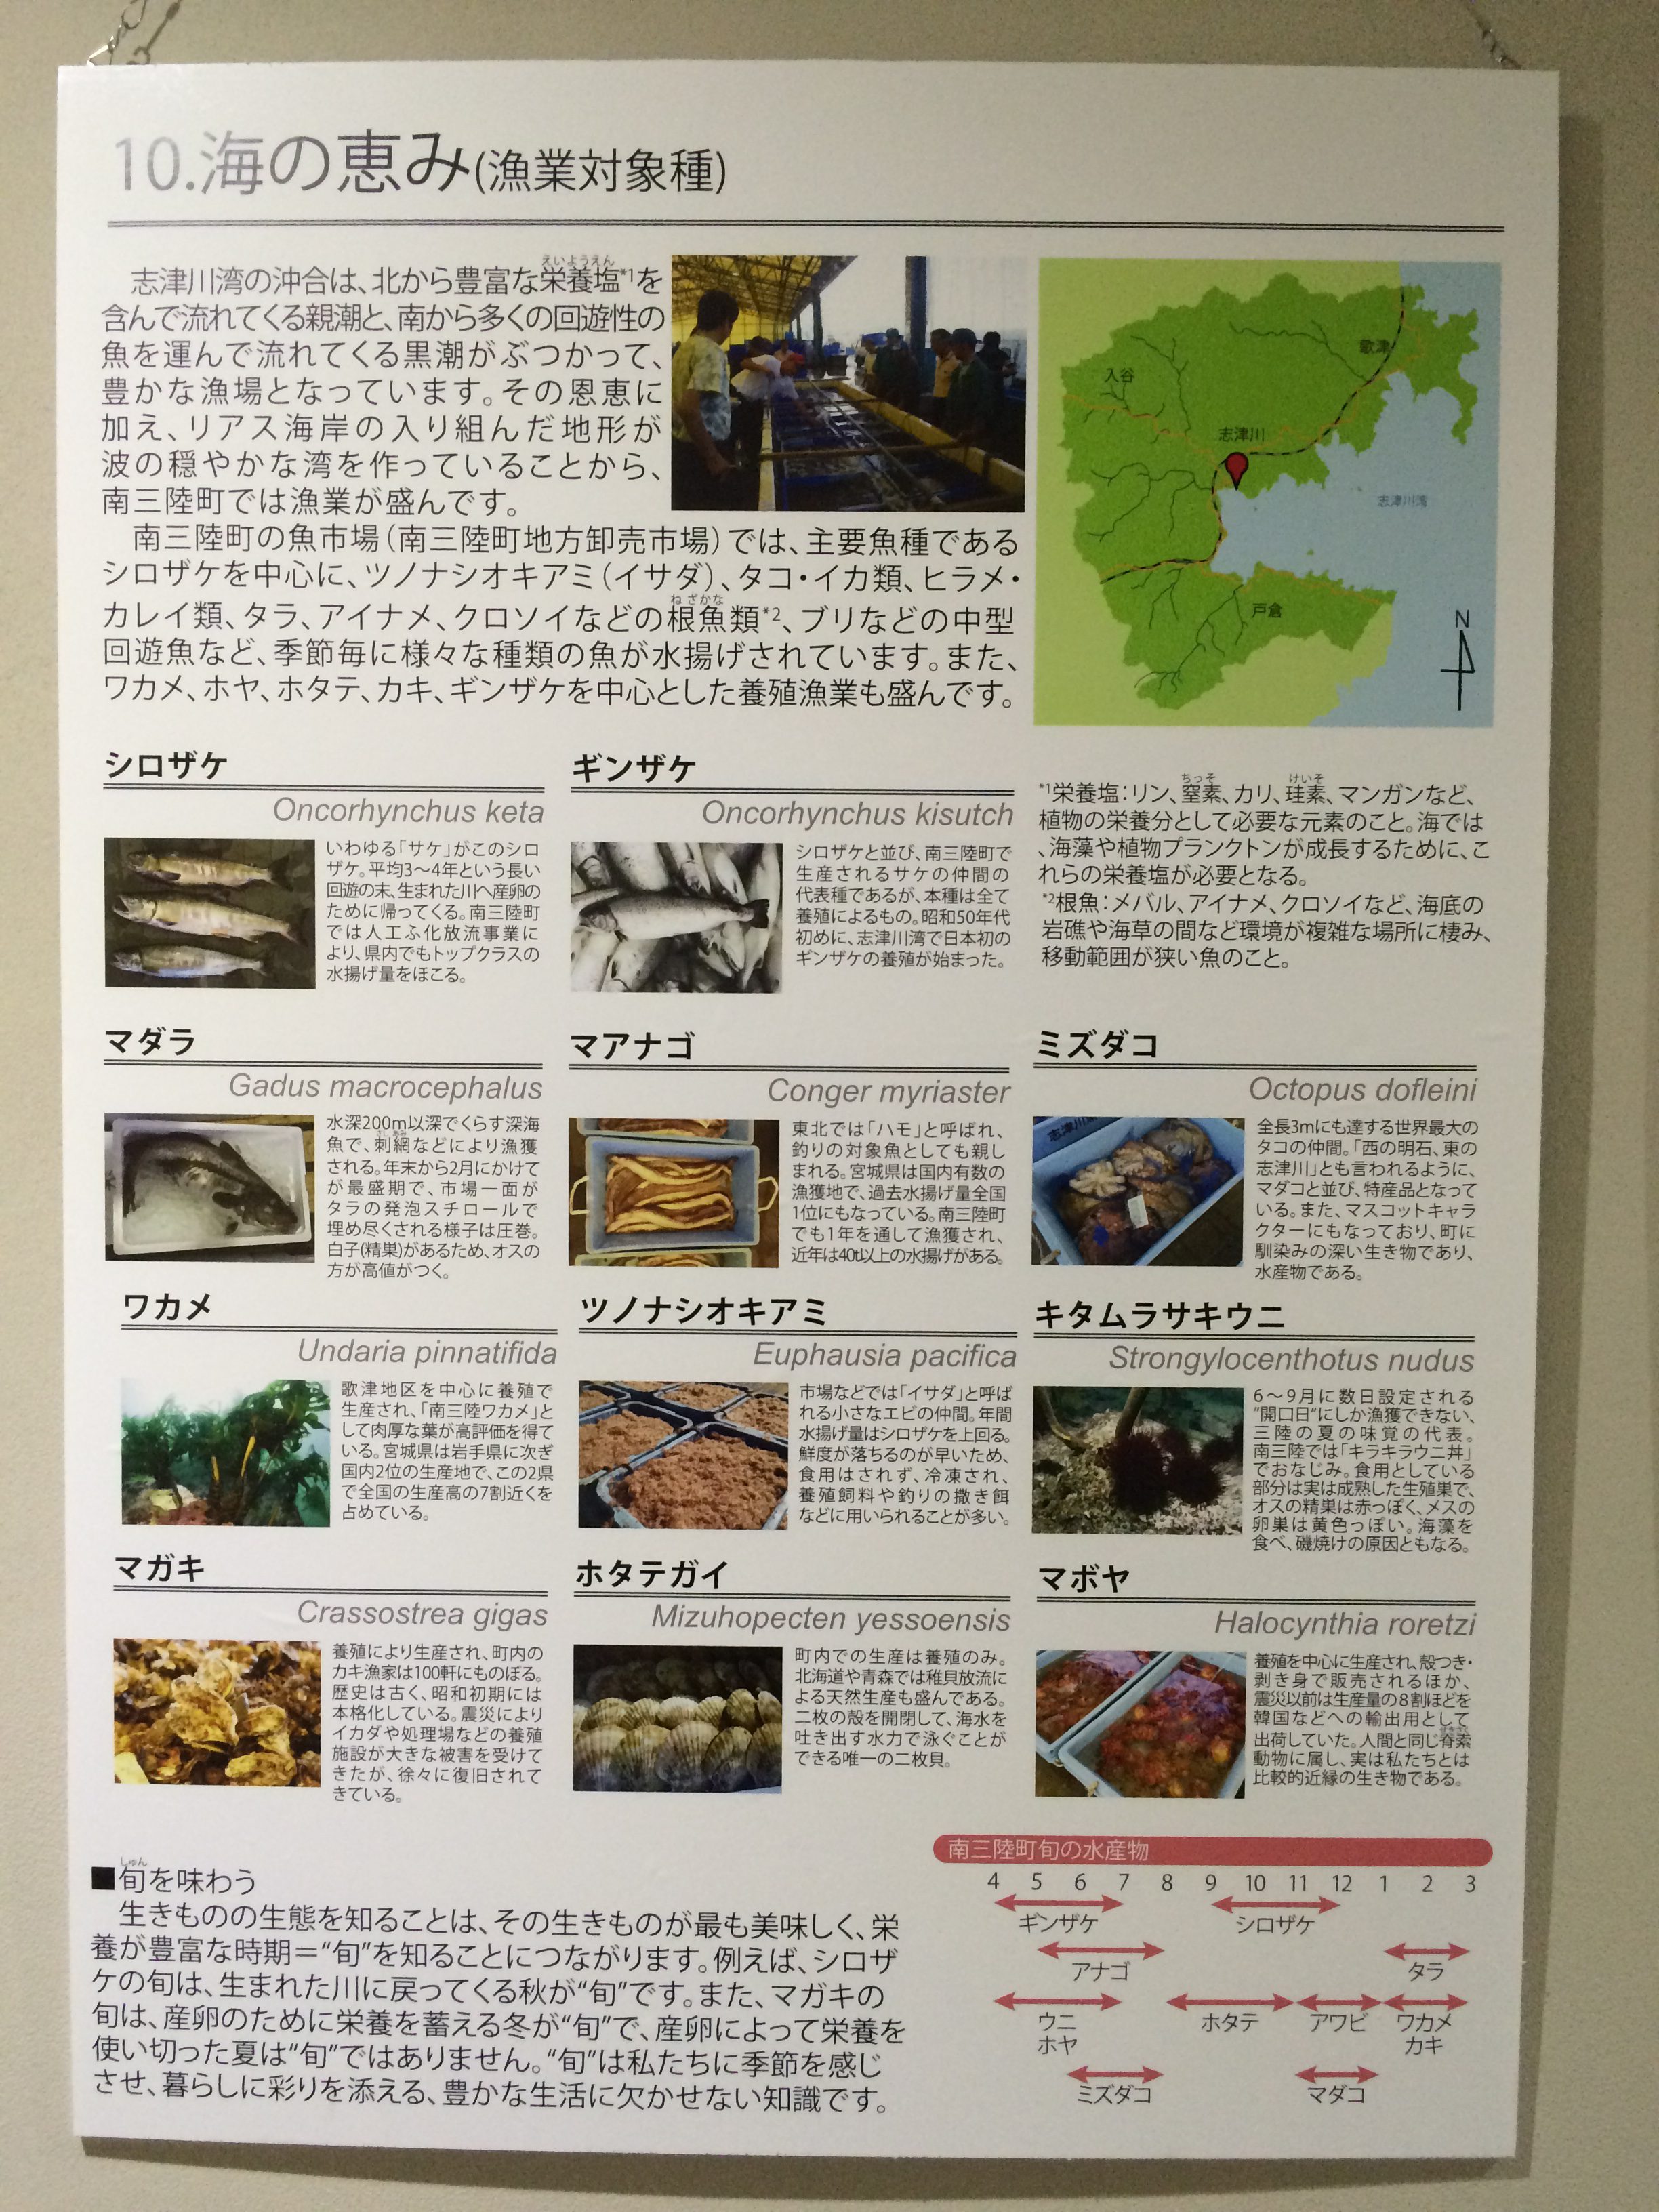 10.海の恵み(漁業対象種)
志津川湾の沖合は、北から豊富な栄養塩*1を
含んで流れてくる親潮と、南から多くの回遊性の
魚を運んで流れてくる黒潮がぶつかって、
豊かな漁場となっています。その恩恵に
加え、リアス海岸の入り組んだ地形が
波の穏やかな湾を作っていることから、
南三陸町では漁業が盛んです。
南三陸町の魚市場(南三陸町地方卸売市場)では、主要魚種である
シロザケを中心に、ツノナシオキアミ(イサダ)、タコ・イカ類、ヒラメ・
カレイ類、タラ、アイナメ、クロソイなどの根魚類*2、ブリなどの中型
回遊魚など、季節毎に様々な種類の魚が水揚げされています。また、
ワカメ、ホヤ、ホタテ、カキ、ギンザケを中心とした養殖漁業も盛んです。
えいようえん
ねざかな
入谷
志津川
戸倉
歌津
志津川湾
N
*1栄養塩:リン、窒素、カリ、珪素、マンガンなど、
植物の栄養分として必要な元素のこと。海では
、海藻や植物プランクトンが成長するために、こ
れらの栄養塩が必要となる。
*2根魚:メバル、アイナメ、クロソイなど、海底の
岩礁や海草の間など環境が複雑な場所に棲み、
移動範囲が狭い魚のこと。
ちっそ
けいそ
シロザケ
Oncorhynchus keta
いわゆる「サケ」がこのシロ
ザケ。平均3～4年という長い
回遊の末、生まれた川へ産卵の
ために帰ってくる。南三陸町
では人工ふ化放流事業に
より、県内でもトップクラスの
水揚げ量をほこる。
ギンザケ
Oncorhynchus kisutch
シロザケと並び、南三陸町で
生産されるサケの仲間の
代表種であるが、本種は全て
養殖によるもの。昭和50年代
初めに、志津川湾で日本初の
ギンザケの養殖が始まった。
マダラ
Gadus macrocephalus
水深200m以深でくらす深海
魚で、刺網などにより漁獲
される。年末から2月にかけて
が最盛期で、市場一面が
タラの発泡スチロールで
埋め尽くされる様子は圧巻。
白子(精巣)があるため、オスの
方が高値がつく。
マアナゴ
Conger myriaster
東北では「ハモ」と呼ばれ、
釣りの対象魚としても親し
まれる。宮城県は国内有数の
漁獲地で、過去水揚げ量全国
1位にもなっている。南三陸町
でも1年を通して漁獲され、
近年は40t以上の水揚げがある。
ミズダコ
Octopus dofleini
全長3mにも達する世界最大の
タコの仲間。「西の明石、東の
志津川」とも言われるように、
マダコと並び、特産品となって
いる。また、マスコットキャラ
クターにもなっており、町に
馴染みの深い生き物であり、
水産物である。
ワカメ
Undaria pinnatifida
歌津地区を中心に養殖で
生産され、「南三陸ワカメ」と
して肉厚な葉が高評価を得て
いる。宮城県は岩手県に次ぎ
国内2位の生産地で、この2県
で全国の生産高の7割近くを
占めている。
ツノナシオキアミ
Euphausia pacifica
市場などでは「イサダ」と呼ば
れる小さなエビの仲間。年間
水揚げ量はシロザケを上回る。
鮮度が落ちるのが早いため、
食用はされず、冷凍され、
養殖飼料や釣りの撒き餌
などに用いられることが多い。
キタムラサキウニ
Strongylocenthotus nudus
6～9月に数日設定される
“開口日”にしか漁獲できない、
三陸の夏の味覚の代表。
南三陸では「キラキラウニ丼」
でおなじみ。食用としている
部分は実は成熟した生殖巣で、
オスの精巣は赤っぽく、メスの
卵巣は黄色っぽい。海藻を
食べ、磯焼けの原因ともなる。
マガキ
Crassostrea gigas
養殖により生産され、町内の
カキ漁家は100軒にものぼる。
歴史は古く、昭和初期には
本格化している。震災により
イカダや処理場などの養殖
施設が大きな被害を受けて
きたが、徐々に復旧されて
きている。
ホタテガイ
Mizuhopecten yessoensis
町内での生産は養殖のみ。
北海道や青森では稚貝放流に
よる天然生産も盛んである。
二枚の殻を開閉して、海水を
吐き出す水力で泳ぐことが
できる唯一の二枚貝。
マボヤ
Halocynthia roretzi
養殖を中心に生産され、殻つき・
剥き身で販売されるほか、
震災以前は生産量の8割ほどを
韓国などへの輸出用として
出荷していた。人間と同じ脊索
動物に属し、実は私たちとは
比較的近縁の生き物である。
■旬を味わう
しゅん
生きものの生態を知ることは、その生きものが最も美味しく、栄
養が豊富な時期=“旬”を知ることにつながります。例えば、シロザ
ケの旬は、生まれた川に戻ってくる秋が“旬”です。また、マガキの
旬は、産卵のために栄養を蓄える冬が“旬”で、産卵によって栄養を
使い切った夏は“旬”ではありません。“旬”は私たちに季節を感じ
させ、暮らしに彩りを添える、豊かな生活に欠かせない知識です。
南三陸町旬の水産物
4 5 6 7 8 9 10 11 12 1 2 3
ギンザケ シロザケ
アナゴ タラ
ウニ ホタテ アワビ ワカメ
ホヤ カキ
ミズダコ マダコ